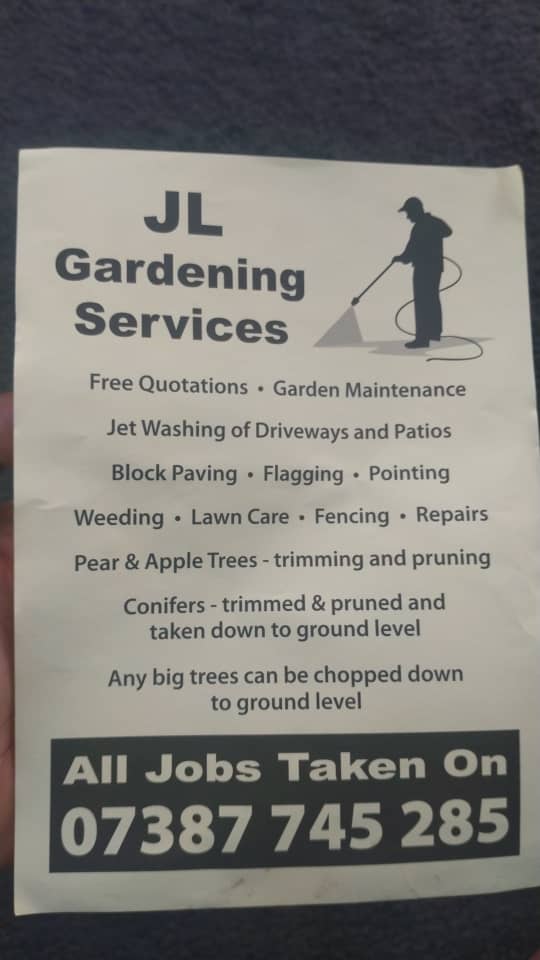 JL
Gardening
Services
Free Quotations • Garden Maintenance
Jet Washing of Driveways and Patios
Block Paving • Flagging • Pointing
Weeding • Lawn Care • Fencing • Repairs
Pear & Apple Trees - trimming and pruning
Conifers - trimmed & pruned and
taken down to ground level
Any big trees can be chopped down
to ground level
All Jobs Taken On
07387 745 285